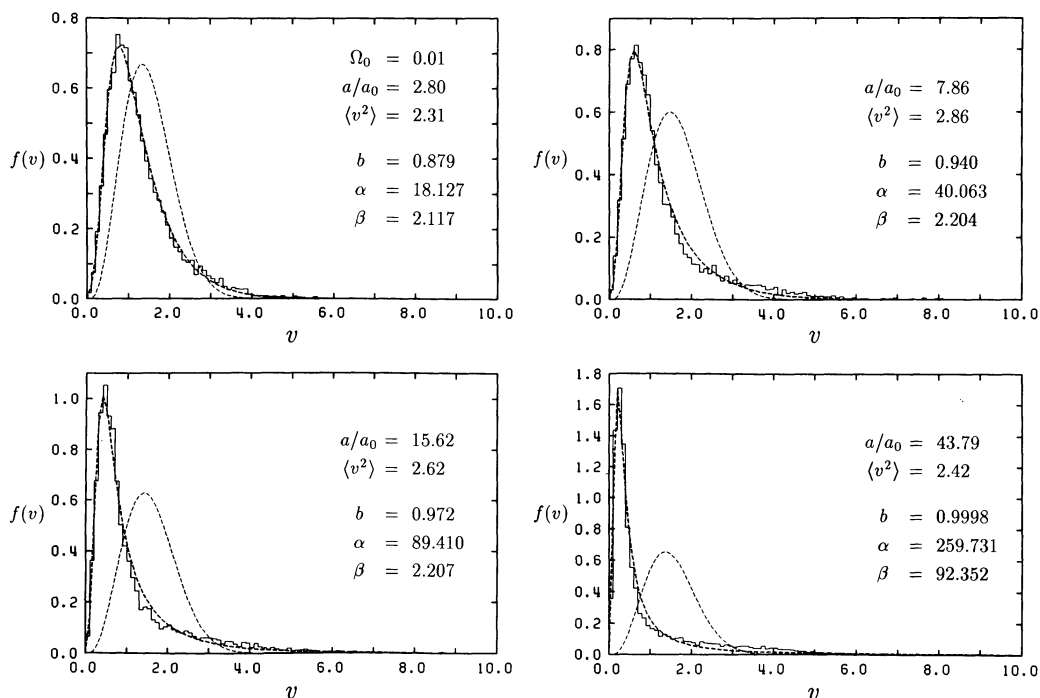 0.8
0.6
0.4
0.2
0.0
f(v)
Ω₀ = 0.01
a/a₀ = 2.80
⟨v²⟩ = 2.31
b = 0.879
α = 18.127
β = 2.117
0.0 2.0 4.0 6.0 8.0 10.0
v
0.8
0.6
0.4
0.2
0.0
f(v)
a/a₀ = 7.86
⟨v²⟩ = 2.86
b = 0.940
α = 40.063
β = 2.204
0.0 2.0 4.0 6.0 8.0 10.0
v
1.0
0.8
0.6
0.4
0.2
0.0
f(v)
a/a₀ = 15.62
⟨v²⟩ = 2.62
b = 0.972
α = 89.410
β = 2.207
0.0 2.0 4.0 6.0 8.0 10.0
v
1.8
1.6
1.4
1.2
1.0
0.8
0.6
0.4
0.2
0.0
f(v)
a/a₀ = 43.79
⟨v²⟩ = 2.42
b = 0.9998
α = 259.731
β = 92.352
0.0 2.0 4.0 6.0 8.0 10.0
v